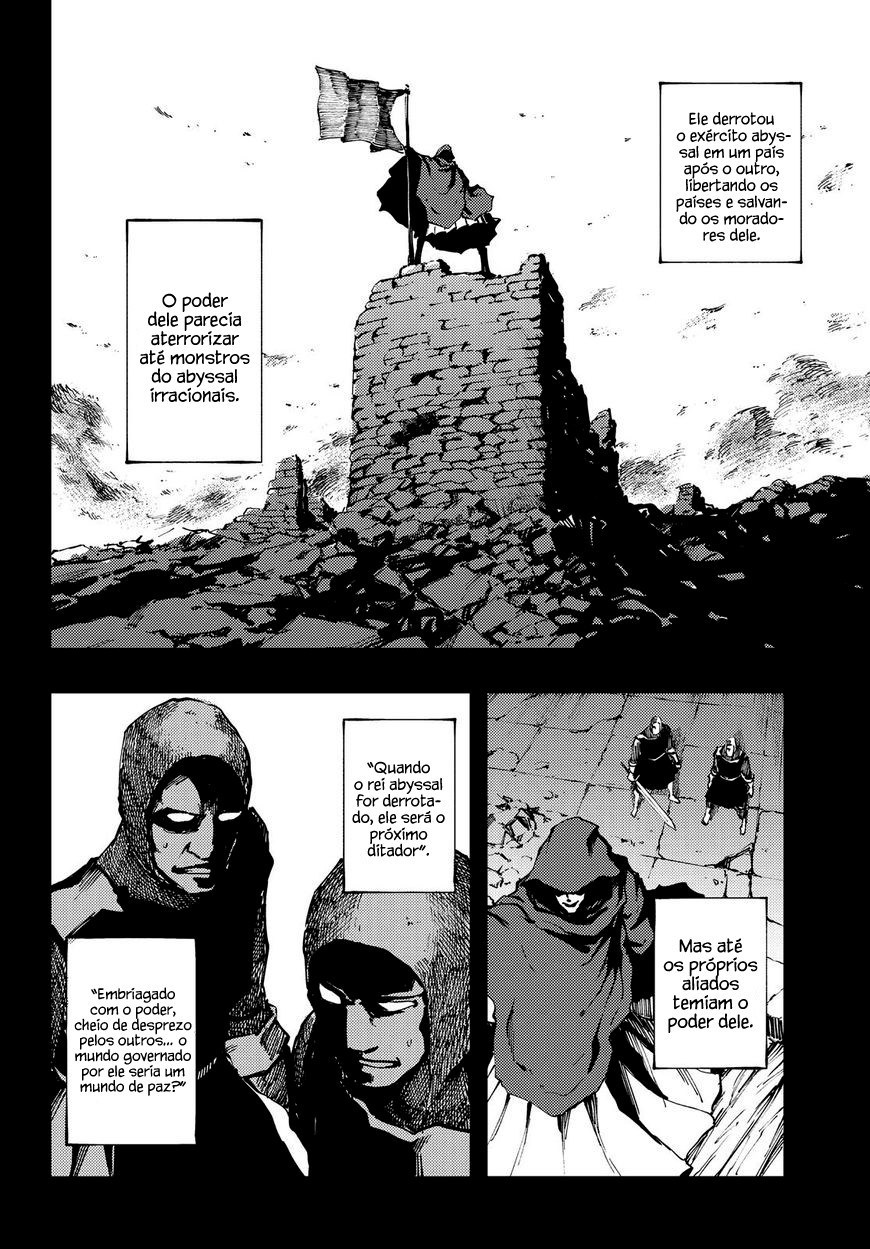 Ele derrotou
o exército abys-
sal em um país
após o outro,
libertando os
países e salvan-
do os morado-
res dele.
O poder
dele parecia
aterrorizar
até monstros
do abyssal
irracionais.
Mas até
os próprios
aliados
temiam o
poder dele.
"Quando
o rei abyssal
for derrota-
do, ele será o
próximo
ditador".
"Embriagado
com o poder,
cheio de desprezo
pelos outros... o
mundo governado
por ele seria um
mundo de paz?"